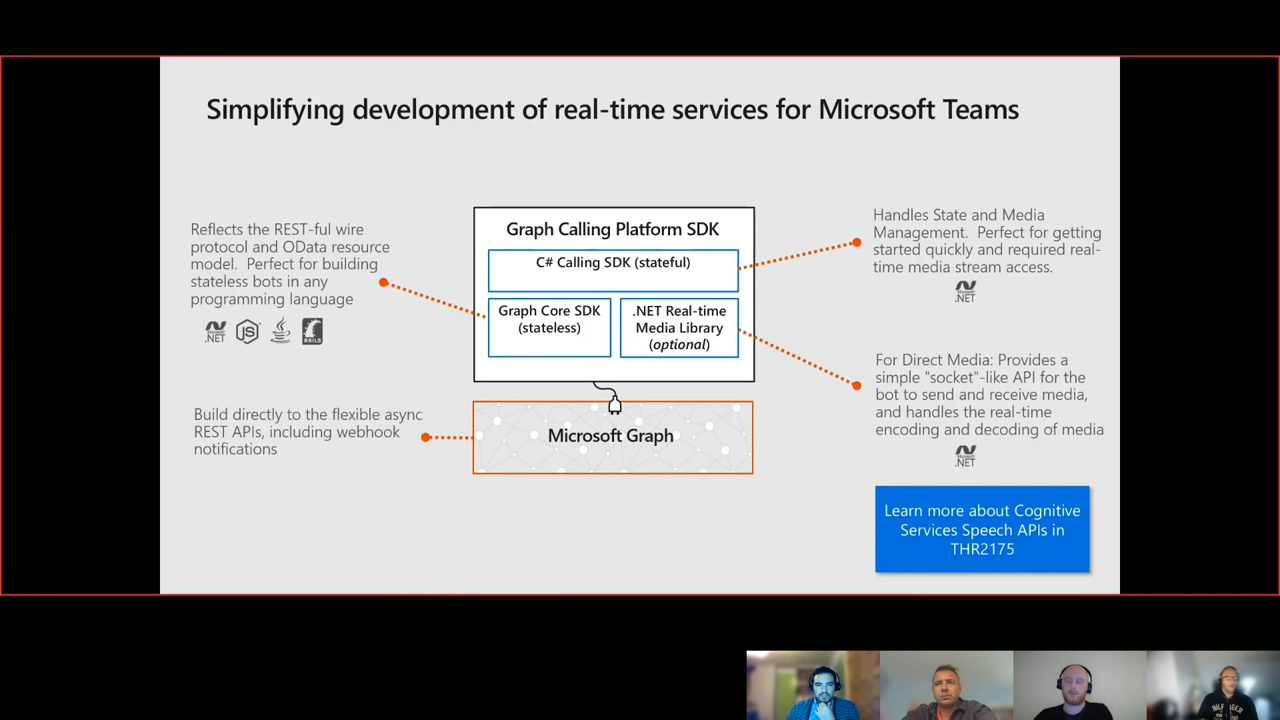 Simplifying development of real-time services for Microsoft Teams
Reflects the REST-ful wire
protocol and OData resource
model. Perfect for building
stateless bots in any
programming language
Microsoft
.NET
JS
Java
RAILS
Build directly to the flexible async
REST APIs, including webhook
notifications
Graph Calling Platform SDK
C# Calling SDK (stateful)
Graph Core SDK
(stateless)
.NET Real-time
Media Library
(optional)
Microsoft Graph
Handles State and Media
Management. Perfect for getting
started quickly and required real-
time media stream access.
Microsoft
.NET
For Direct Media: Provides a
simple "socket"-like API for the
bot to send and receive media,
and handles the real-time
encoding and decoding of media
Microsoft
.NET
Learn more about Cognitive
Services Speech APIs in
THR2175